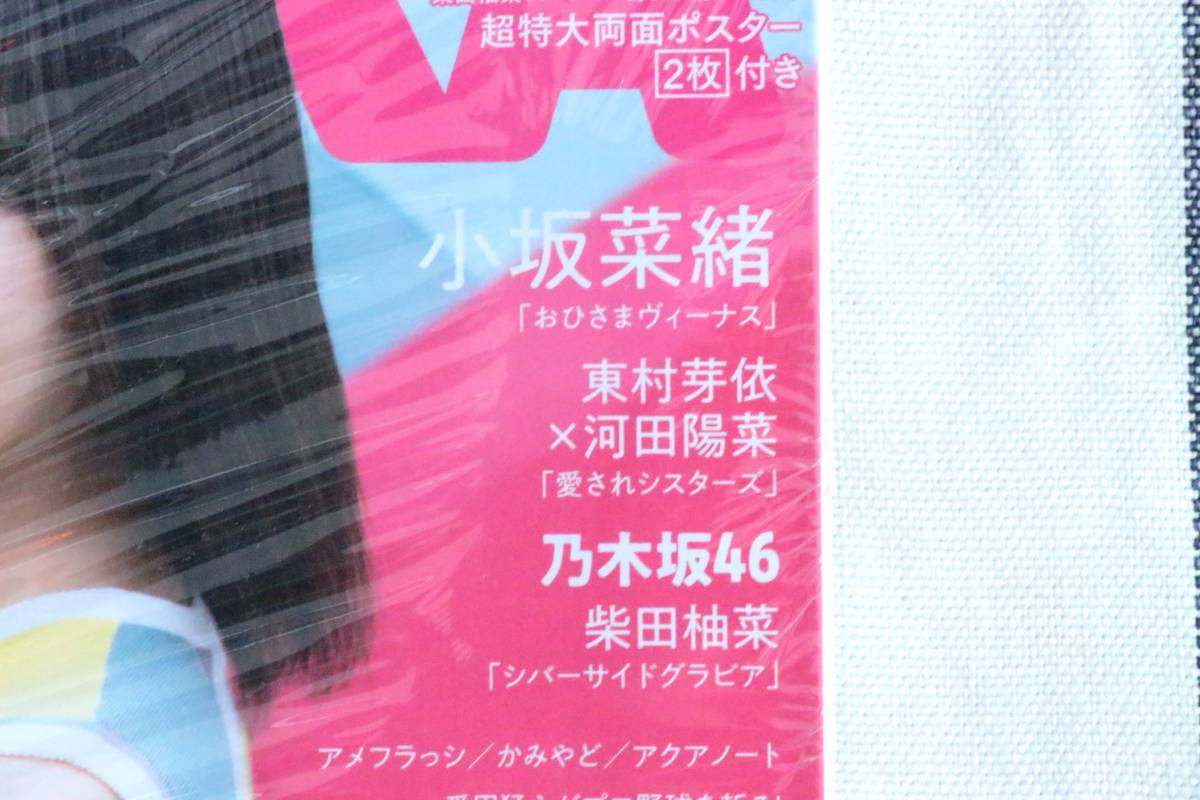 超特大両面ポスター
2枚付き
小坂菜緒
「おひさまヴィーナス」
東村芽依
×河田陽菜
「愛されシスターズ」
乃木坂46
柴田柚菜
「シバーサイドグラビア」
アメフラっシ／かみやど／アクアノート